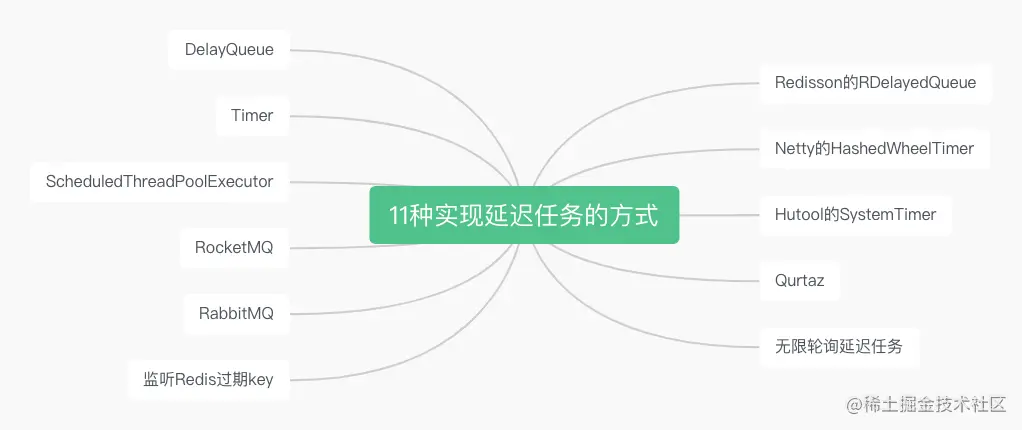 DelayQueue
Timer
ScheduledThreadPoolExecutor
RocketMQ
RabbitMQ
监听Redis过期key
11种实现延迟任务的方式
Redisson的RDelayedQueue
Netty的HashedWheelTimer
Hutool的SystemTimer
Qurtaz
无限轮询延迟任务
@稀土掘金技术社区